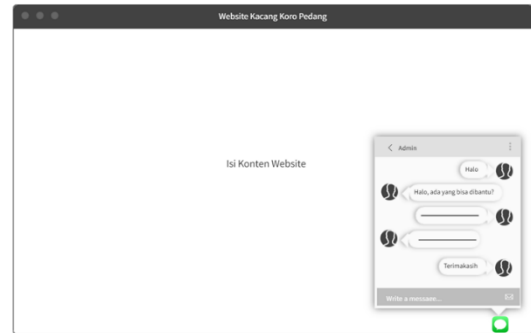 Website Kacang Koro Pedang
Isi Konten Website
Admin
Halo
Halo, ada yang bisa dibantu?
Terimakasih
Write a message...